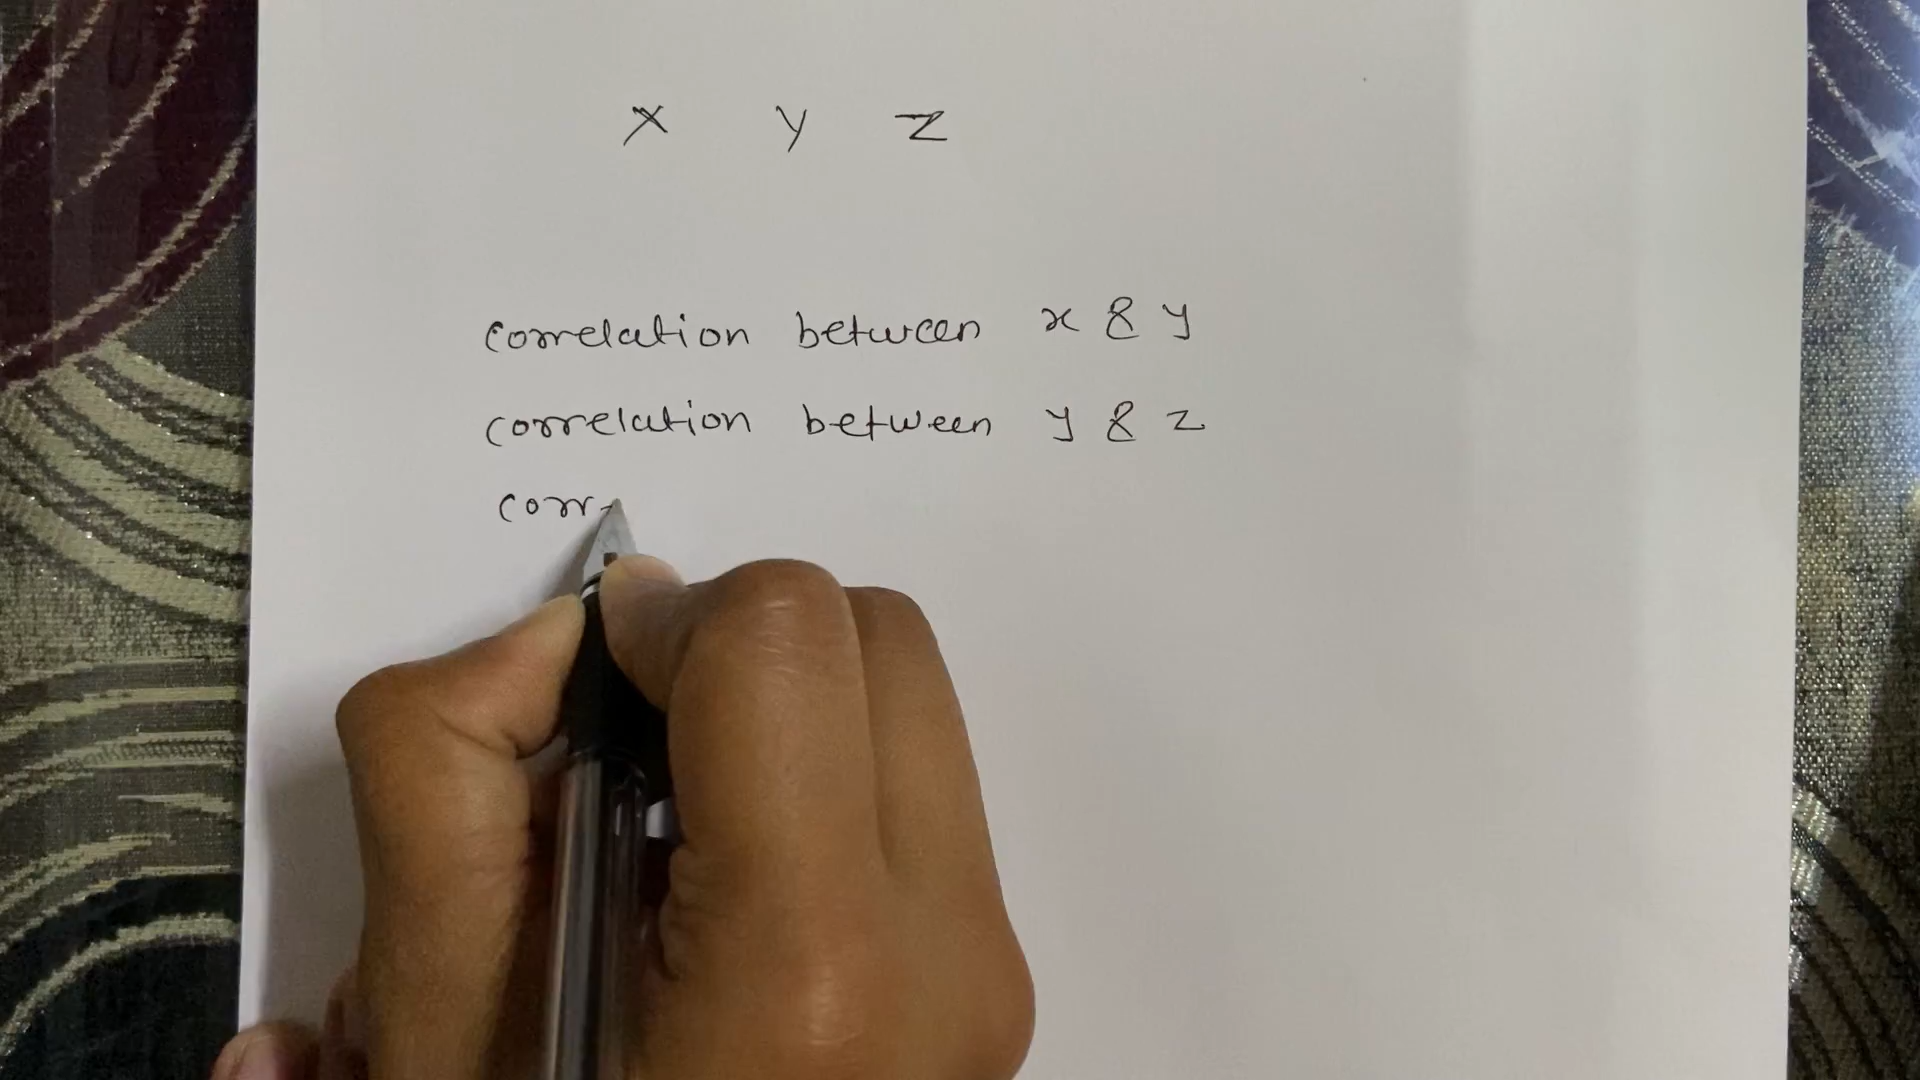 X Y Z
correlation between x & y
correlation between y & z
corr